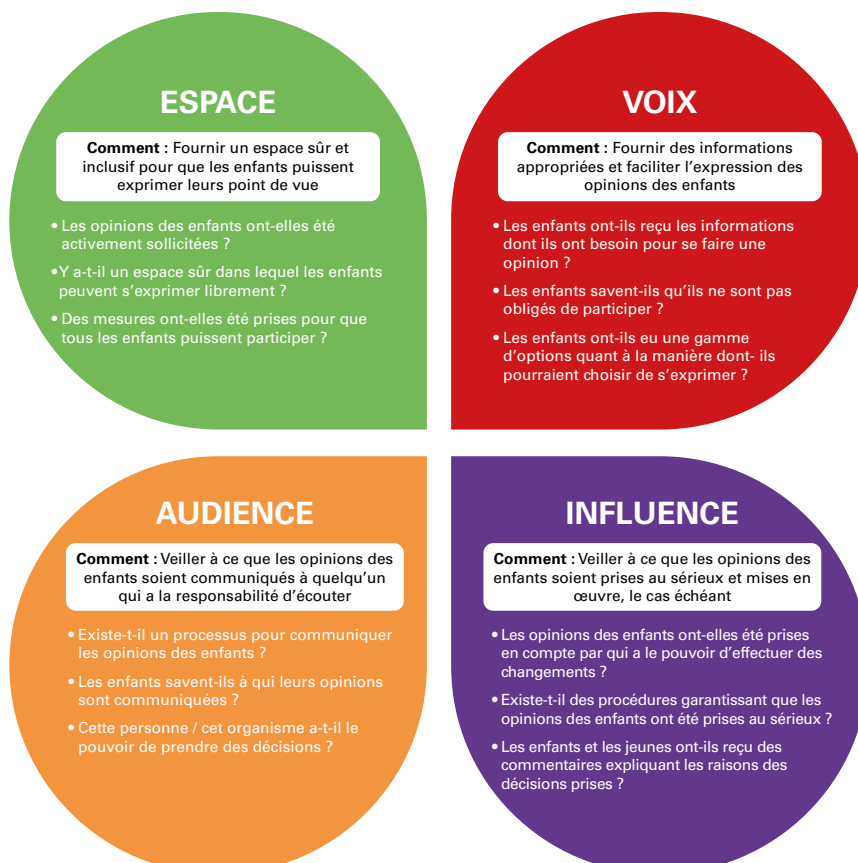 ESPACE
Comment : Fournir un espace sûr et
inclusif pour que les enfants puissent
exprimer leurs point de vue
• Les opinions des enfants ont-elles été
activement sollicitées ?
•Y a-t-il un espace sûr dans lequel les enfants
peuvent s’exprimer librement ?
• Des mesures ont-elles été prises pour que
tous les enfants puissent participer ?
VOIX
Comment : Fournir des informations
appropriées et faciliter l’expression des
opinions des enfants
• Les enfants ont-ils reçu les informations
dont ils ont besoin pour se faire une
opinion ?
• Les enfants savent-ils qu’ils ne sont pas
obligés de participer ?
• Les enfants ont-ils eu une gamme
d’options quant à la manière dont- ils
pourraient choisir de s’exprimer ?
AUDIENCE
Comment : Veiller à ce que les opinions des
enfants soient communiqués à quelqu’un
qui a la responsabilité d’écouter
• Existe-t-il un processus pour communiquer
les opinions des enfants ?
• Les enfants savent-ils à qui leurs opinions
sont communiquées ?
• Cette personne / cet organisme a-t-il le
pouvoir de prendre des décisions ?
INFLUENCE
Comment : Veiller à ce que les opinions des
enfants soient prises au sérieux et mises en
œuvre, le cas échéant
• Les opinions des enfants ont-elles été prises
en compte par qui a le pouvoir d’effectuer des
changements ?
• Existe-t-il des procédures garantissant que les
opinions des enfants ont été prises au sérieux ?
• Les enfants et les jeunes ont-ils reçu des
commentaires expliquant les raisons des
décisions prises ?